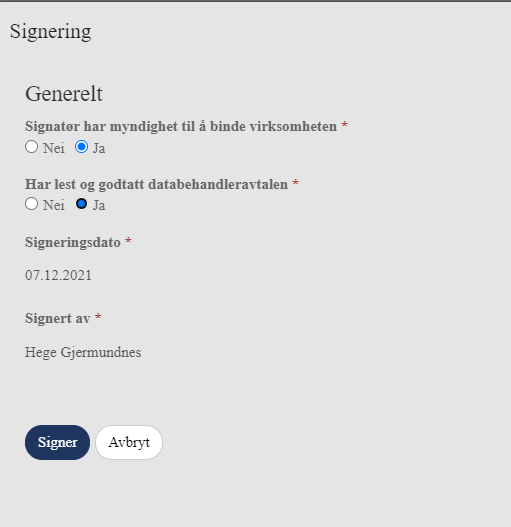 Signering
Generelt
Signatør har myndighet til å binde virksomheten *
Nei Ja
Har lest og godtatt databehandleravtalen *
Nei Ja
Signeringsdato *
07.12.2021
Signert av *
Hege Gjermundnes
Signer Avbryt